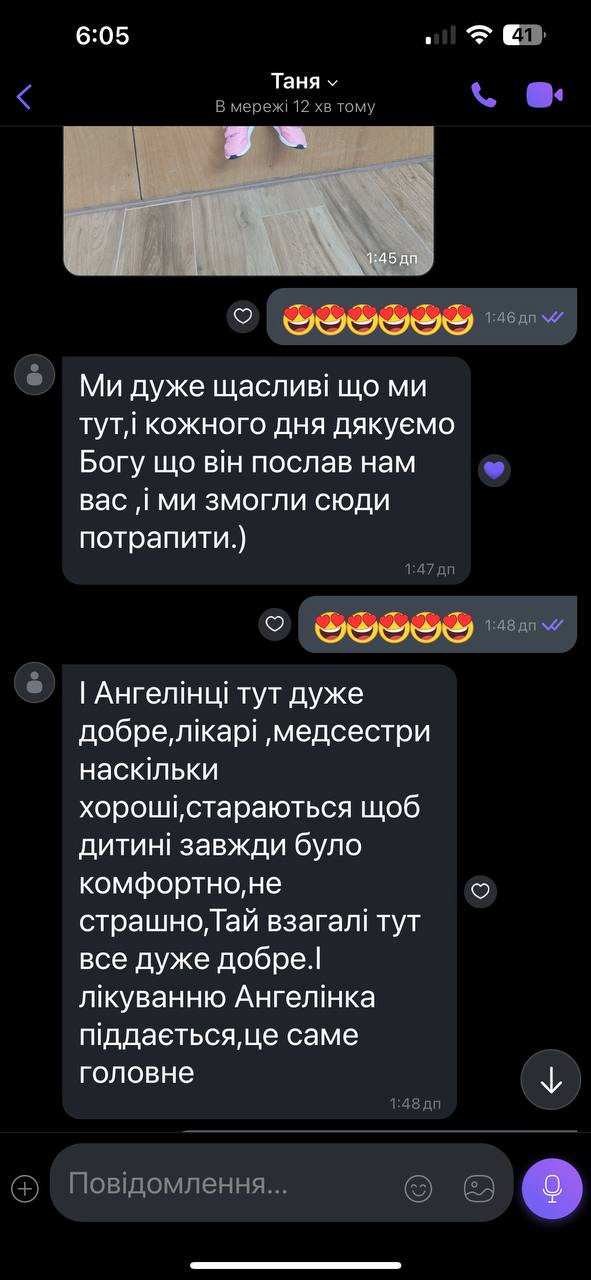 6:05
41
Таня
В мережі 12 хв тому
1:45 дп
😍😍😍😍😍😍 1:46 дп
Ми дуже щасливі що ми
тут,і кожного дня дякуємо
Богу що він послав нам
вас ,і ми змогли сюди
потрапити.)
1:47 дп
😍😍😍😍😍 1:48 дп
І Ангелінці тут дуже
добре,лікарі ,медсестри
наскільки
хороші,стараються щоб
дитині завжди було
комфортно,не
страшно,Тай взагалі тут
все дуже добре.І
лікуванню Ангелінка
піддається,це саме
головне
1:48 дп
Повідомлення...